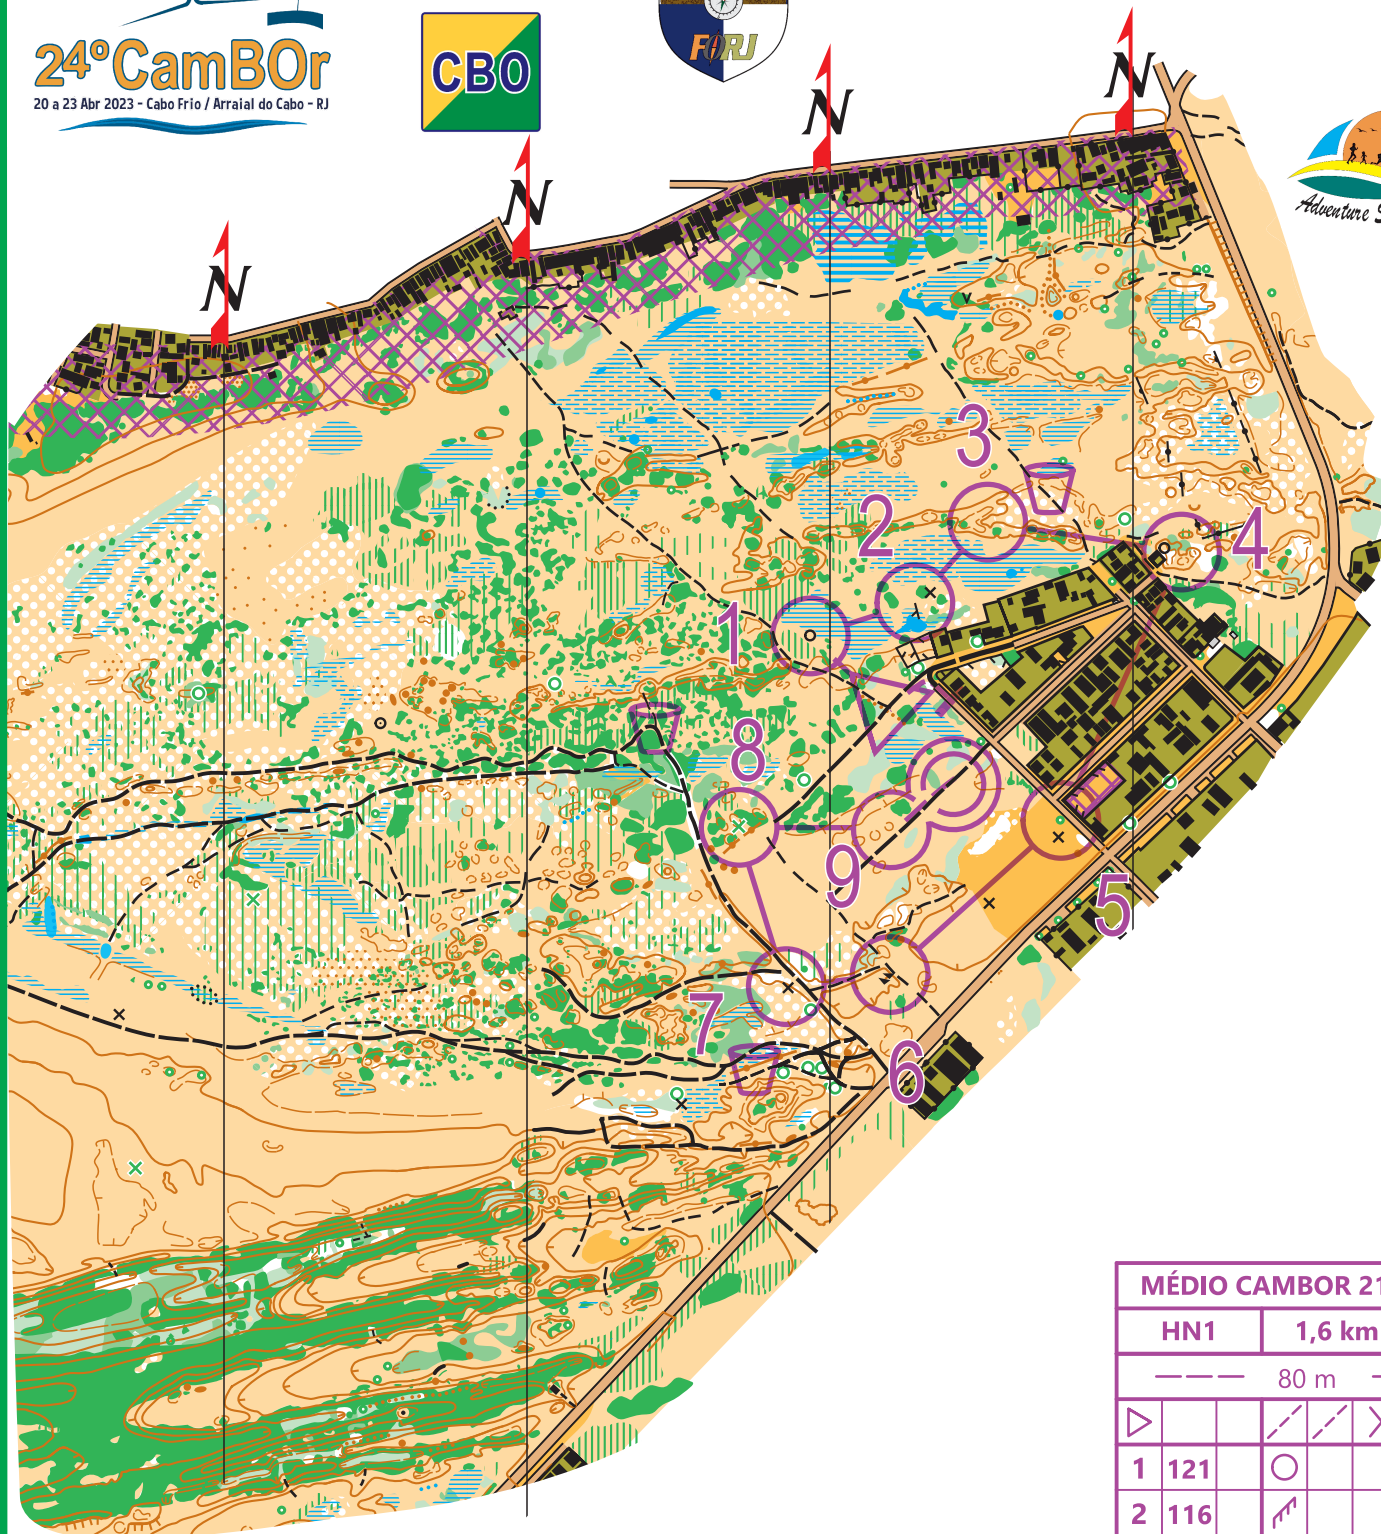 24ºCamBOr
20 a 23 Abr 2023 - Cabo Frio / Arraial do Cabo - RJ
CBO
FORJ
N
N
N
N
Adventure
3
2
4
1
8
9
5
7
6
MÉDIO CAMBOR 21
HN1 1,6 km
80 m
1 121
2 116